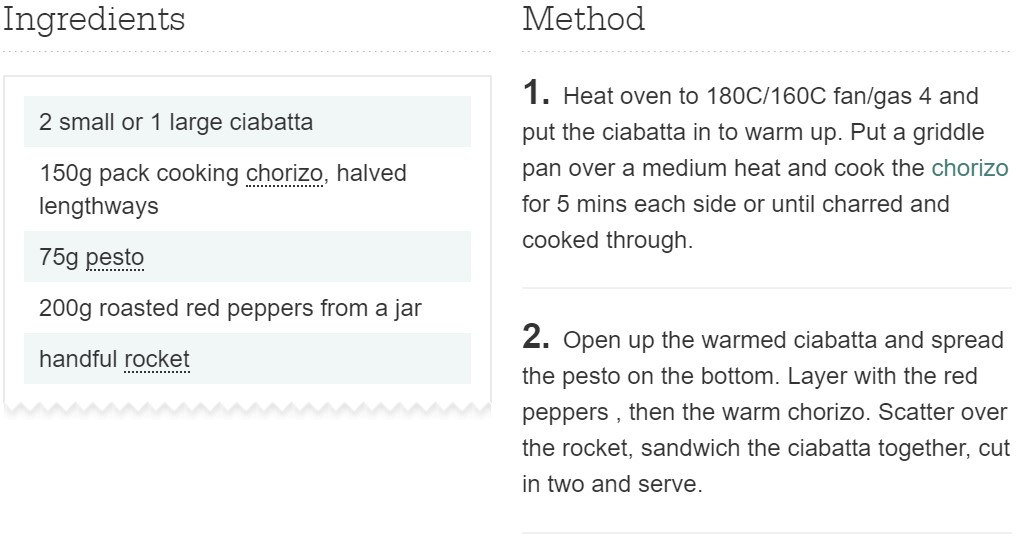 Ingredients
2 small or 1 large ciabatta
150g pack cooking chorizo, halved
lengthways
75g pesto
200g roasted red peppers from a jar
handful rocket
Method
1. Heat oven to 180C/160C fan/gas 4 and
put the ciabatta in to warm up. Put a griddle
pan over a medium heat and cook the chorizo
for 5 mins each side or until charred and
cooked through.
2. Open up the warmed ciabatta and spread
the pesto on the bottom. Layer with the red
peppers , then the warm chorizo. Scatter over
the rocket, sandwich the ciabatta together, cut
in two and serve.